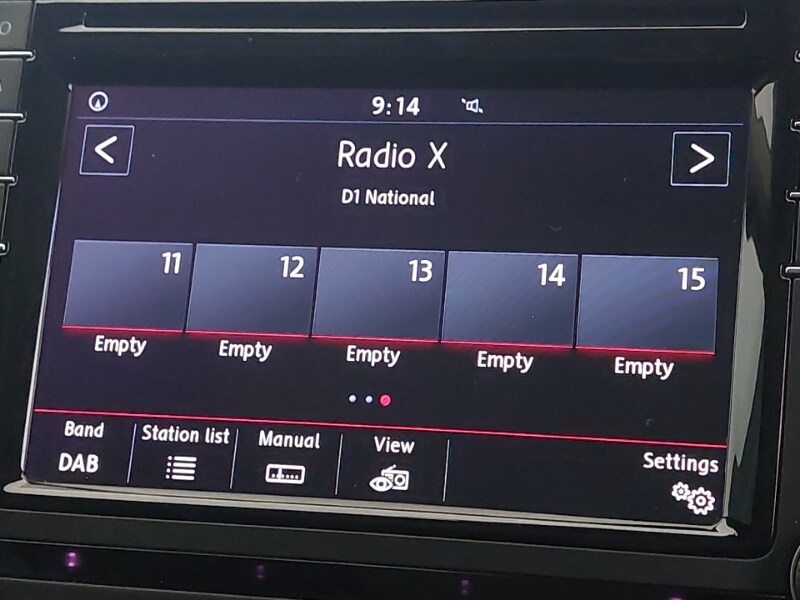 9:14
<
Radio X
>
D1 National
11 12 13 14 15
Empty Empty Empty Empty Empty
Band Station list Manual View Settings
DAB